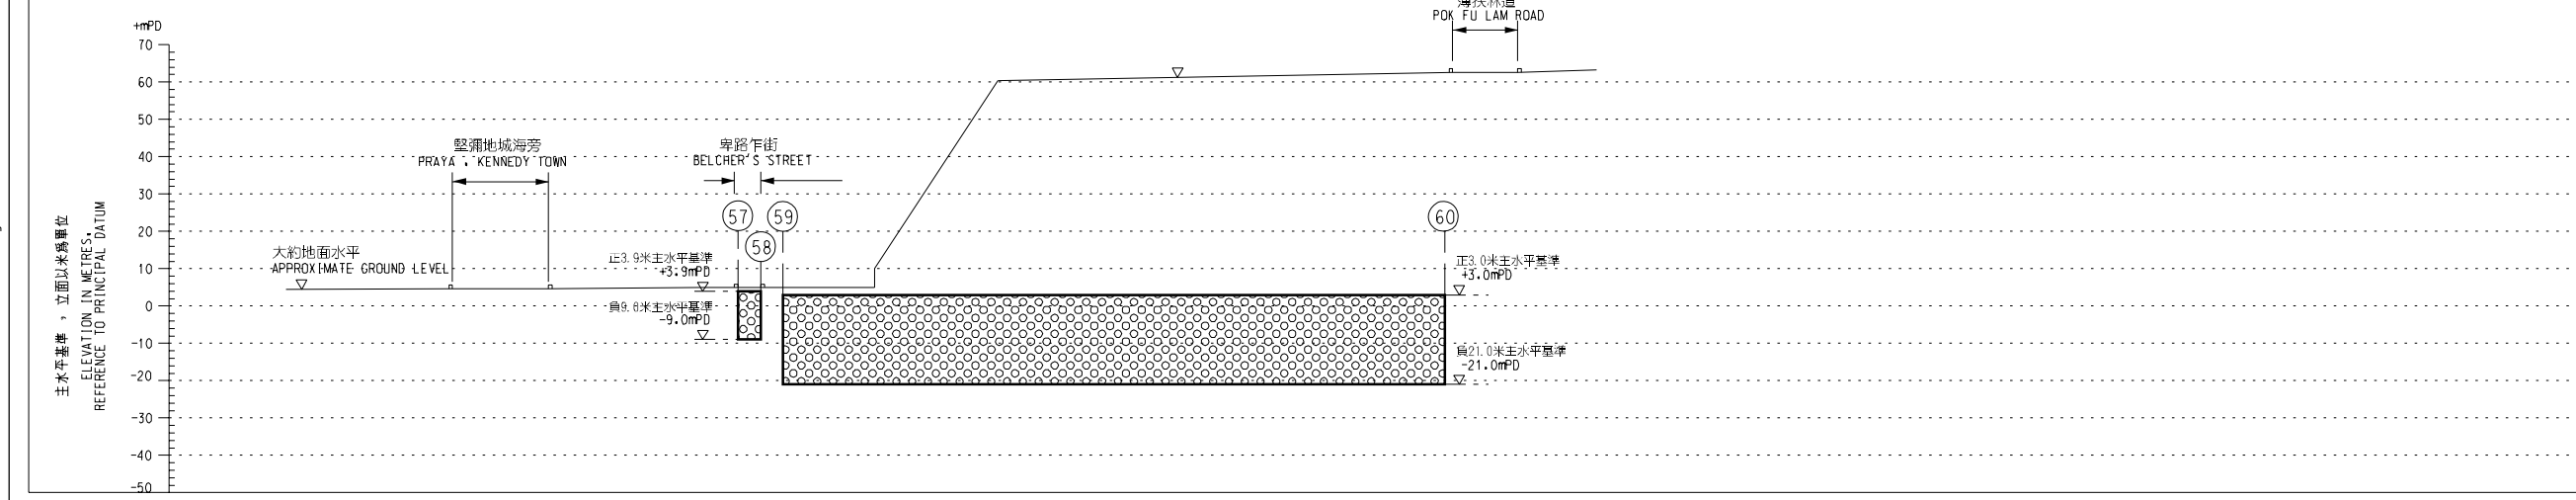 薄扶林道
POK FU LAM ROAD
+mPD
70
60
50
40
30
20
10
0
-10
-20
-30
-40
-50
主水平基準，立面以米為單位
ELEVATION IN METRES.
REFERENCE TO PRINCIPAL DATUM
堅彌地城海旁
PRAYA , KENNEDY TOWN
卑路乍街
BELCHER'S STREET
57
58
59
60
大約地面水平
APPROXIMATE GROUND LEVEL
正3.9米主水平基準
+3.9mPD
負9.0米主水平基準
-9.0mPD
正3.0米主水平基準
+3.0mPD
負21.0米主水平基準
-21.0mPD